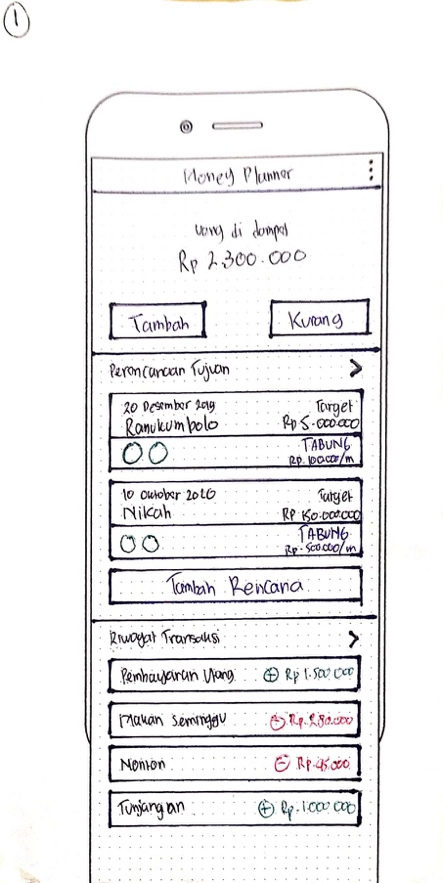 1
Money Planner
uang di dompet
Rp 2.300.000
Tambah
Kurang
Perencanaan Tujuan >
20 Desember 2019 Target
Ranukumbolo Rp 5.000.000
TABUNG
Rp. 100.000/m
10 Oktober 2020 Target
Nikah Rp 150.000.000
TABUNG
Rp. 500.000/m
Tambah Rencana
Riwayat Transaksi >
Pembayaran Uang + Rp 1.500.000
Makan Seminggu - Rp. 280.000
Nonton - Rp. 45.000
Tunjangan + Rp. 1.000.000